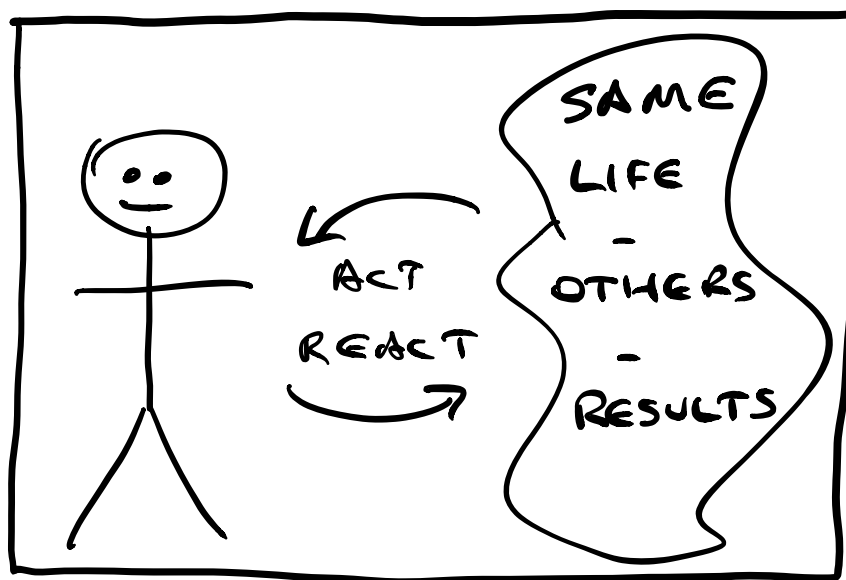 ACT
REACT
SAME
LIFE
-
OTHERS
-
RESULTS